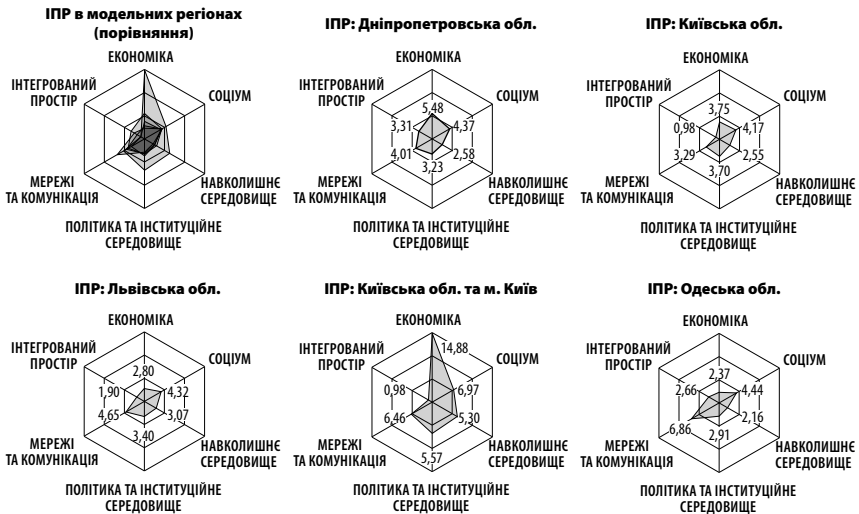 ІПР в модельних регіонах
(порівняння)
ЕКОНОМІКА
ІНТЕГРОВАНИЙ
ПРОСТІР
СОЦІУМ
МЕРЕЖІ
ТА КОМУНІКАЦІЯ
НАВКОЛИШНЄ
СЕРЕДОВИЩЕ
ПОЛІТИКА ТА ІНСТИТУЦІЙНЕ
СЕРЕДОВИЩЕ
ІПР: Дніпропетровська обл.
ЕКОНОМІКА
ІНТЕГРОВАНИЙ
ПРОСТІР
СОЦІУМ
5,48
3,31
4,37
4,01
2,58
3,23
МЕРЕЖІ
ТА КОМУНІКАЦІЯ
НАВКОЛИШНЄ
СЕРЕДОВИЩЕ
ПОЛІТИКА ТА ІНСТИТУЦІЙНЕ
СЕРЕДОВИЩЕ
ІПР: Київська обл.
ЕКОНОМІКА
ІНТЕГРОВАНИЙ
ПРОСТІР
СОЦІУМ
3,75
0,98
4,17
3,29
2,55
3,70
МЕРЕЖІ
ТА КОМУНІКАЦІЯ
НАВКОЛИШНЄ
СЕРЕДОВИЩЕ
ПОЛІТИКА ТА ІНСТИТУЦІЙНЕ
СЕРЕДОВИЩЕ
ІПР: Львівська обл.
ЕКОНОМІКА
ІНТЕГРОВАНИЙ
ПРОСТІР
СОЦІУМ
2,80
1,90
4,32
4,65
3,07
3,40
МЕРЕЖІ
ТА КОМУНІКАЦІЯ
НАВКОЛИШНЄ
СЕРЕДОВИЩЕ
ПОЛІТИКА ТА ІНСТИТУЦІЙНЕ
СЕРЕДОВИЩЕ
ІПР: Київська обл. та м. Київ
ЕКОНОМІКА
ІНТЕГРОВАНИЙ
ПРОСТІР
СОЦІУМ
14,88
0,98
6,97
6,46
5,30
5,57
МЕРЕЖІ
ТА КОМУНІКАЦІЯ
НАВКОЛИШНЄ
СЕРЕДОВИЩЕ
ПОЛІТИКА ТА ІНСТИТУЦІЙНЕ
СЕРЕДОВИЩЕ
ІПР: Одеська обл.
ЕКОНОМІКА
ІНТЕГРОВАНИЙ
ПРОСТІР
СОЦІУМ
2,37
2,66
4,44
6,86
2,16
2,91
МЕРЕЖІ
ТА КОМУНІКАЦІЯ
НАВКОЛИШНЄ
СЕРЕДОВИЩЕ
ПОЛІТИКА ТА ІНСТИТУЦІЙНЕ
СЕРЕДОВИЩЕ